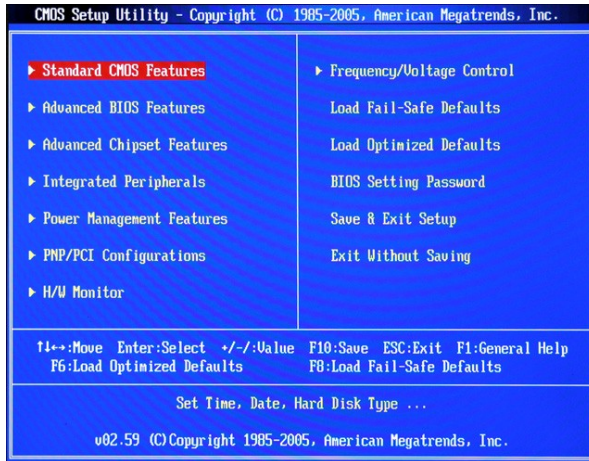 CMOS Setup Utility - Copyright (C) 1985-2005, American Megatrends, Inc.
▶ Standard CMOS Features
▶ Advanced BIOS Features
▶ Advanced Chipset Features
▶ Integrated Peripherals
▶ Power Management Features
▶ PNP/PCI Configurations
▶ H/W Monitor
▶ Frequency/Voltage Control
Load Fail-Safe Defaults
Load Optimized Defaults
BIOS Setting Password
Save & Exit Setup
Exit Without Saving
↑↓←→:Move Enter:Select +/-/:Value F10:Save ESC:Exit F1:General Help
F6:Load Optimized Defaults F8:Load Fail-Safe Defaults
Set Time, Date, Hard Disk Type ...
v02.59 (C)Copyright 1985-2005, American Megatrends, Inc.